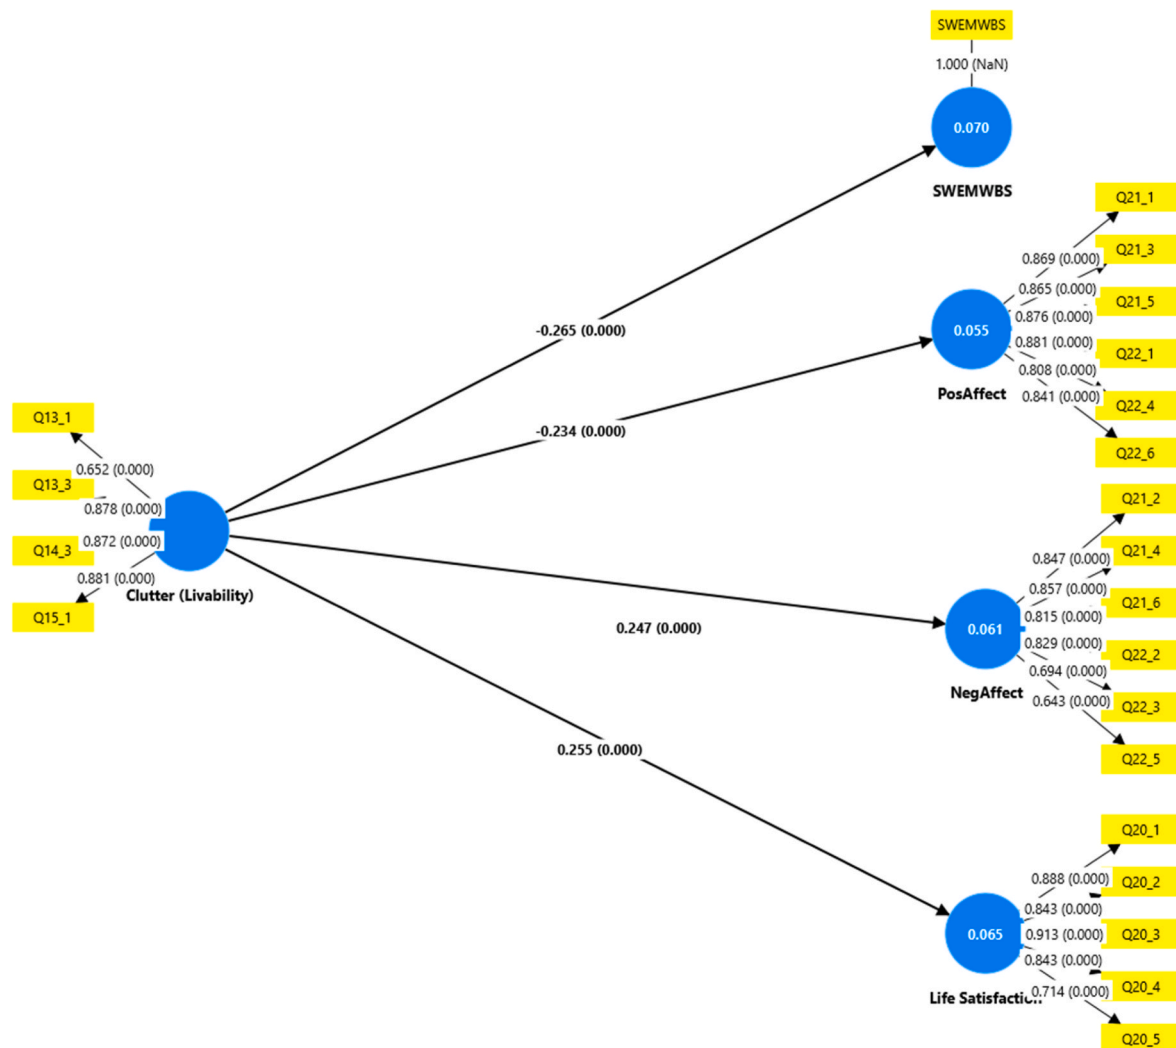 SWEMWBS
1.000 (NaN)
0.070
SWEMWBS
Q21_1
Q21_3
0.869 (0.000)
0.865 (0.000)
Q21_5
0.876 (0.000)
0.055
0.881 (0.000)
Q22_1
0.808 (0.000)
0.841 (0.000)
Q22_4
PosAffect
Q22_6
-0.265 (0.000)
-0.234 (0.000)
Q13_1
0.652 (0.000)
Q13_3
0.878 (0.000)
0.872 (0.000)
Q14_3
0.881 (0.000)
Clutter (Livability)
Q15_1
Q21_2
Q21_4
0.847 (0.000)
0.857 (0.000)
Q21_6
0.815 (0.000)
0.061
0.829 (0.000)
Q22_2
0.694 (0.000)
NegAffect
0.643 (0.000)
Q22_3
Q22_5
0.247 (0.000)
0.255 (0.000)
Q20_1
0.888 (0.000)
Q20_2
0.843 (0.000)
0.065
0.913 (0.000)
Q20_3
0.843 (0.000)
Q20_4
0.714 (0.000)
Life Satisfaction
Q20_5